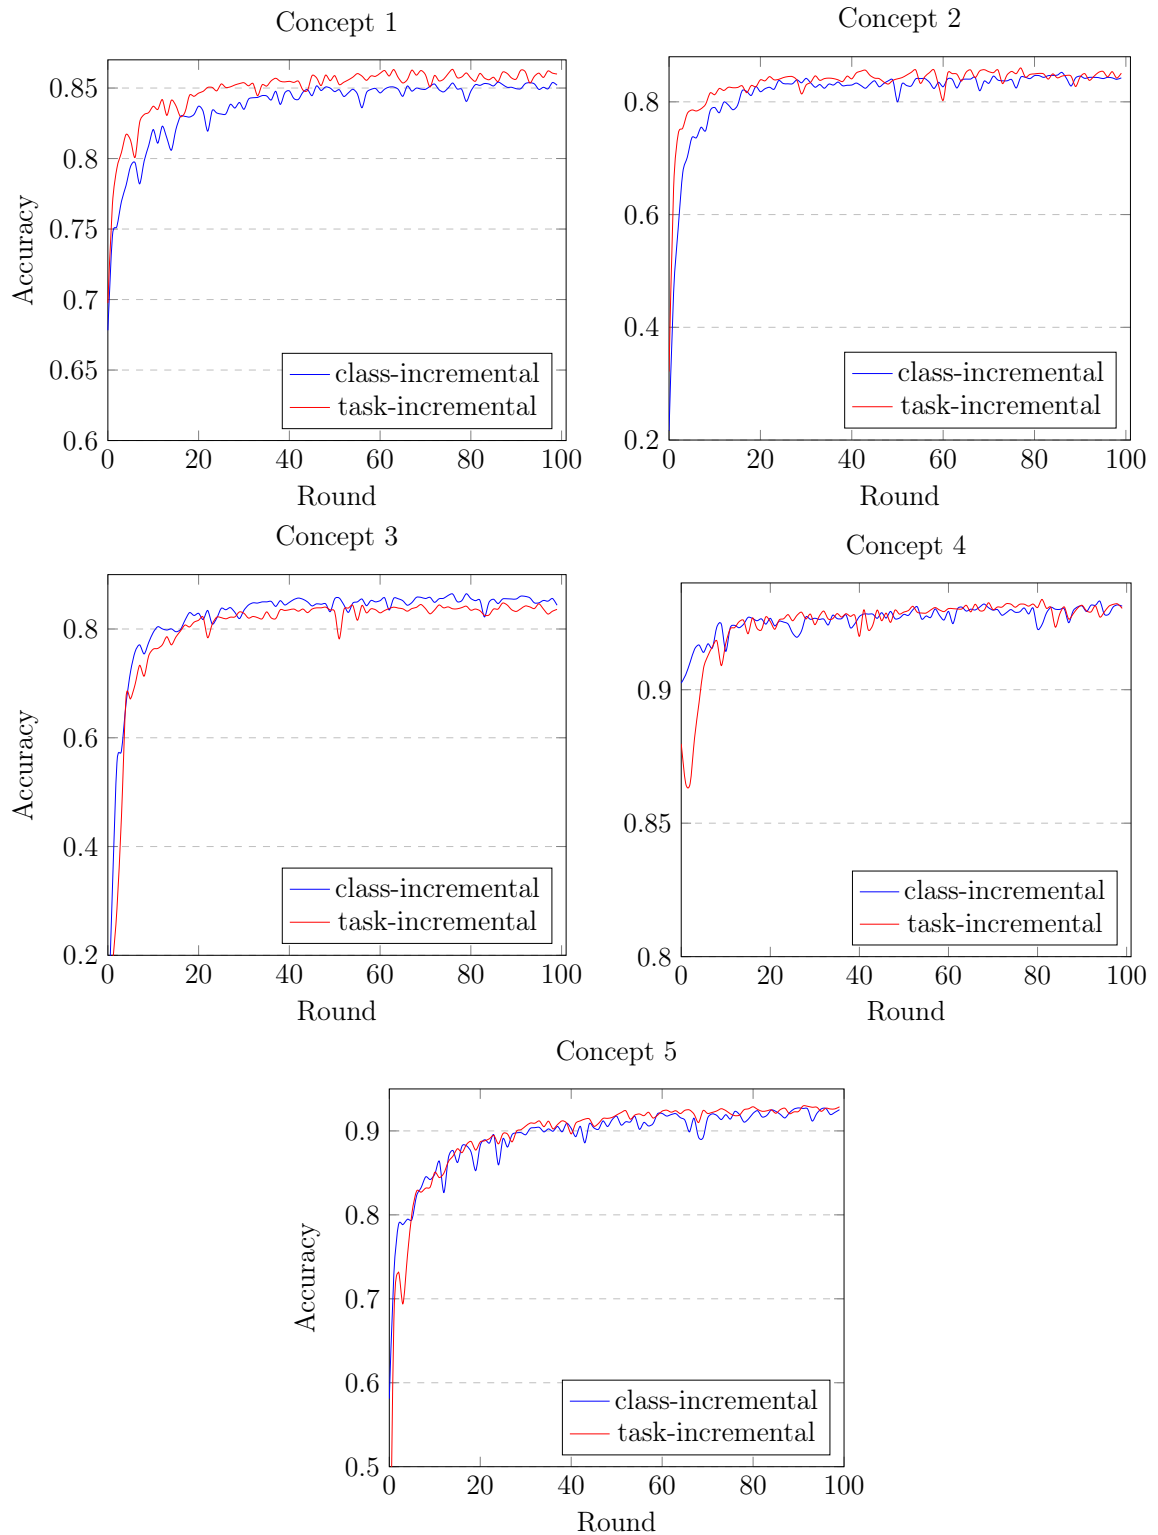 Concept 1
Accuracy
0.85
0.8
0.75
0.7
0.65
0.6
0 20 40 60 80 100
Round
class-incremental
task-incremental
Concept 2
0.8
0.6
0.4
0.2
0 20 40 60 80 100
Round
class-incremental
task-incremental
Concept 3
Accuracy
0.8
0.6
0.4
0.2
0 20 40 60 80 100
Round
class-incremental
task-incremental
Concept 4
0.9
0.85
0.8
0 20 40 60 80 100
Round
class-incremental
task-incremental
Concept 5
Accuracy
0.9
0.8
0.7
0.6
0.5
0 20 40 60 80 100
Round
class-incremental
task-incremental